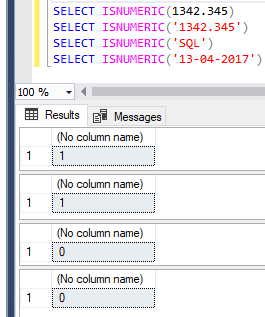 SELECT ISNUMERIC(1342.345)
SELECT ISNUMERIC('1342.345')
SELECT ISNUMERIC('SQL')
SELECT ISNUMERIC('13-04-2017')
100 %
Results Messages
(No column name)
1 1
(No column name)
1 1
(No column name)
1 0
(No column name)
1 0